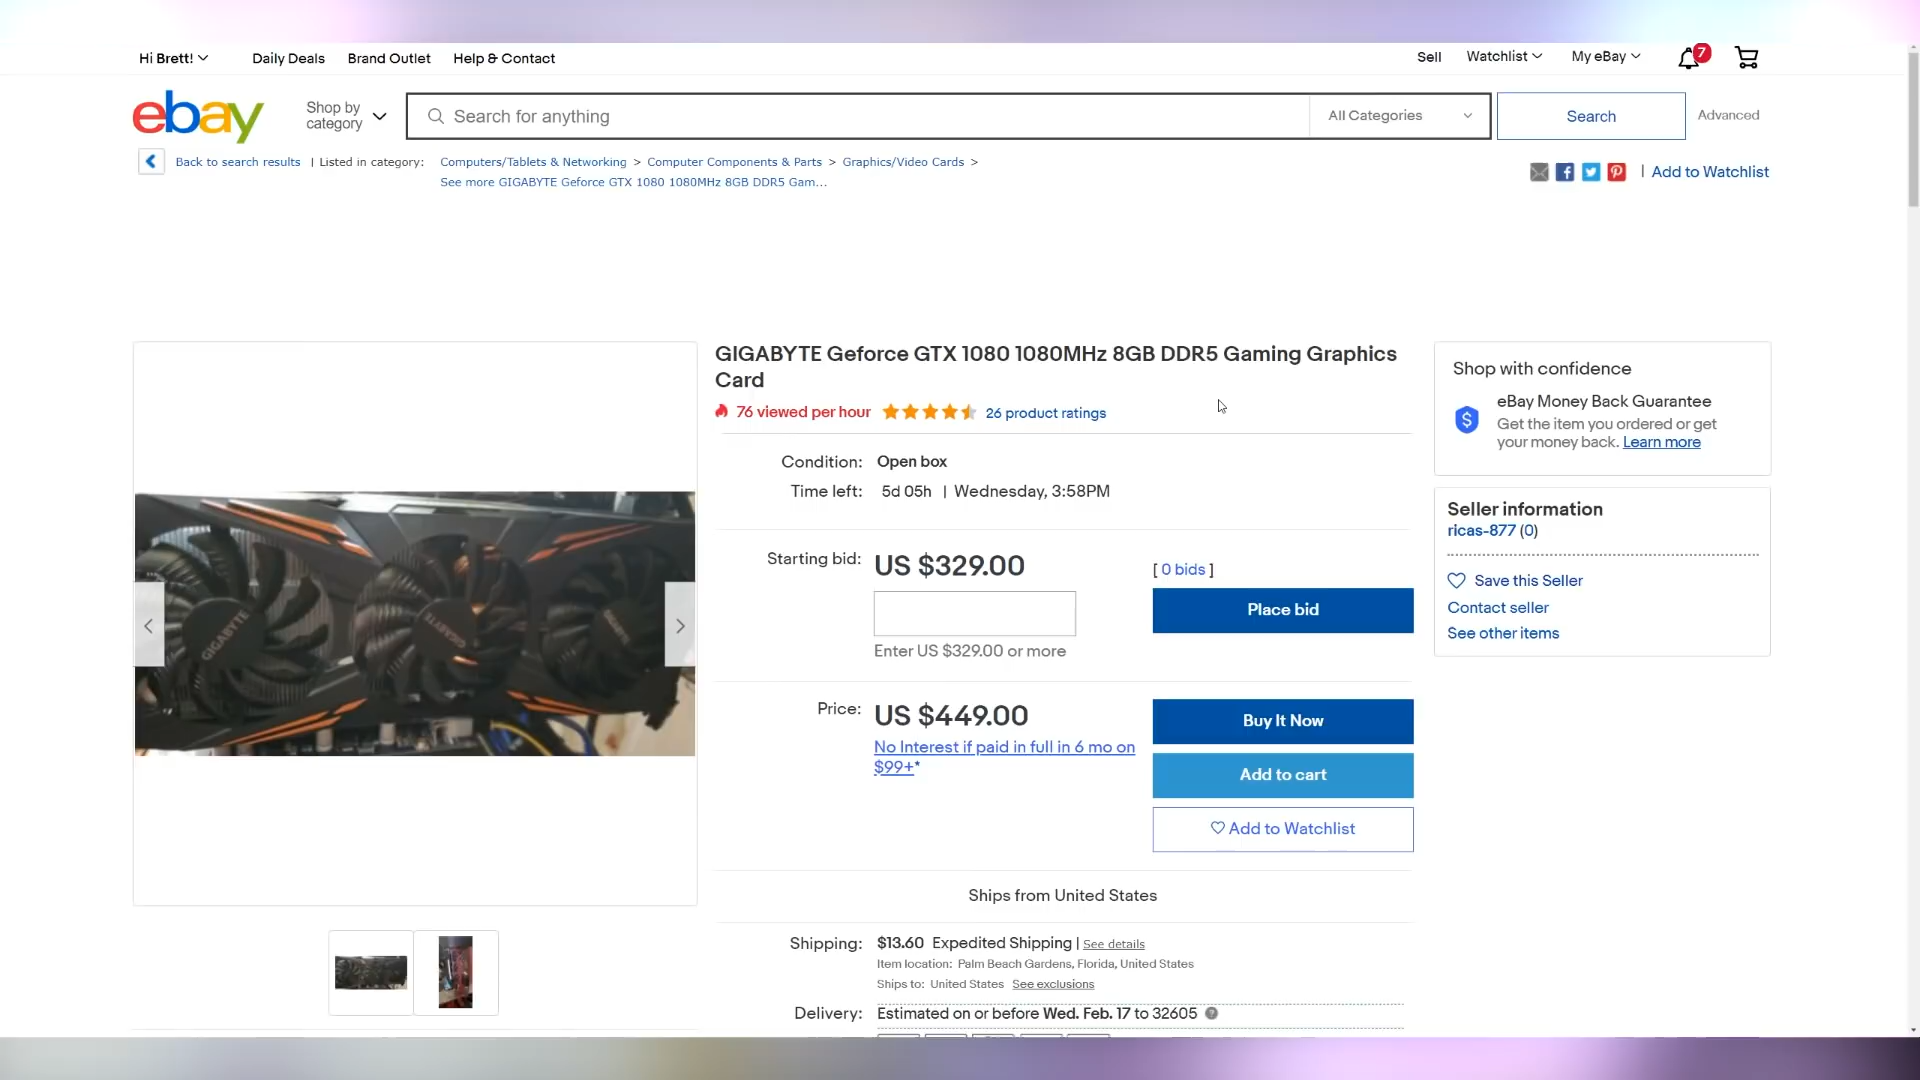 Hi Brett!
Daily Deals
Brand Outlet
Help & Contact
Sell
Watchlist
My eBay
7
ebay
Shop by
category
Search for anything
All Categories
Search
Advanced
Back to search results | Listed in category: Computers/Tablets & Networking > Computer Components & Parts > Graphics/Video Cards >
See more GIGABYTE Geforce GTX 1080 1080MHz 8GB DDR5 Gam...
| Add to Watchlist
GIGABYTE Geforce GTX 1080 1080MHz 8GB DDR5 Gaming Graphics
Card
76 viewed per hour
26 product ratings
Condition: Open box
Time left: 5d 05h | Wednesday, 3:58PM
Starting bid: US $329.00
[ 0 bids ]
Place bid
Enter US $329.00 or more
Price: US $449.00
Buy It Now
No Interest if paid in full in 6 mo on
$99+*
Add to cart
Add to Watchlist
Ships from United States
Shipping: $13.60 Expedited Shipping | See details
Item location: Palm Beach Gardens, Florida, United States
Ships to: United States See exclusions
Delivery: Estimated on or before Wed. Feb. 17 to 32605
Shop with confidence
eBay Money Back Guarantee
Get the item you ordered or get
your money back. Learn more
Seller information
ricas-877 (0)
Save this Seller
Contact seller
See other items
GIGABYTE
GIGABYTE